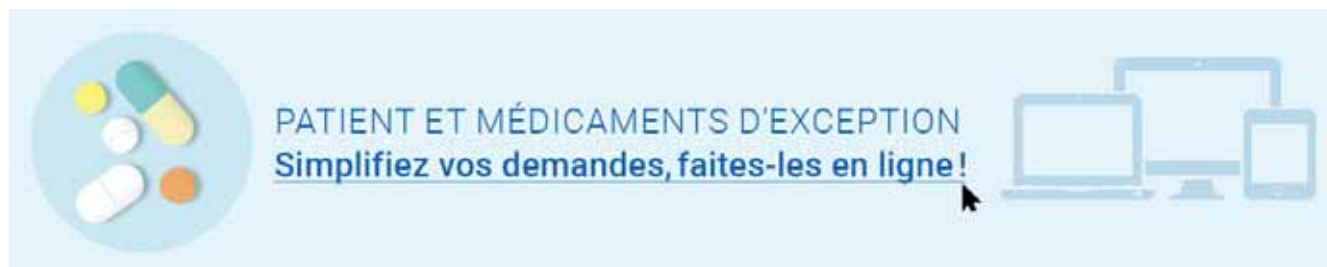 PATIENT ET MÉDICAMENTS D'EXCEPTION
Simplifiez vos demandes, faites-les en ligne!